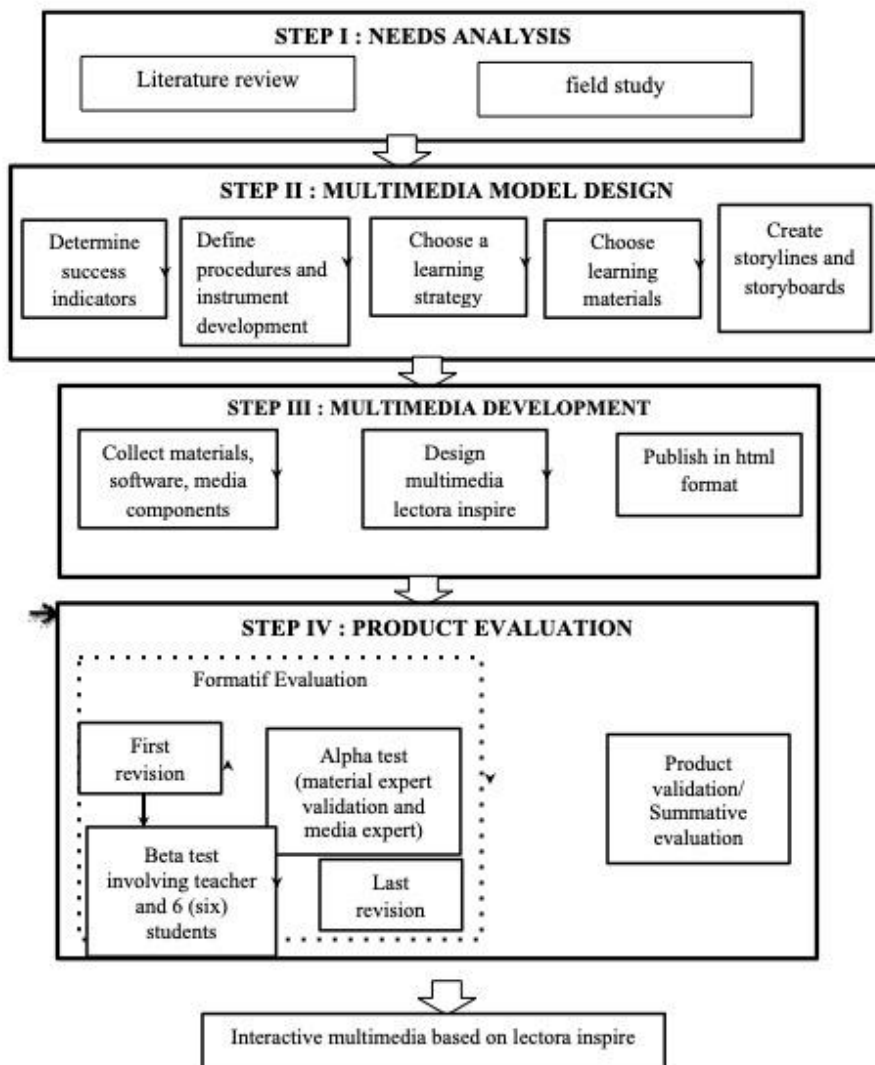 STEP I : NEEDS ANALYSIS
Literature review
field study
STEP II : MULTIMEDIA MODEL DESIGN
Determine
success
indicators
Define
procedures and
instrument
development
Choose a
learning
strategy
Choose
learning
materials
Create
storylines and
storyboards
STEP III : MULTIMEDIA DEVELOPMENT
Collect materials,
software, media
components
Design
multimedia
lectora inspire
Publish in html
format
STEP IV : PRODUCT EVALUATION
Formatif Evaluation
First
revision
Alpha test
(material expert
validation and
media expert)
Beta test
involving teacher
and 6 (six)
students
Last
revision
Product
validation/
Summative
evaluation
Interactive multimedia based on lectora inspire